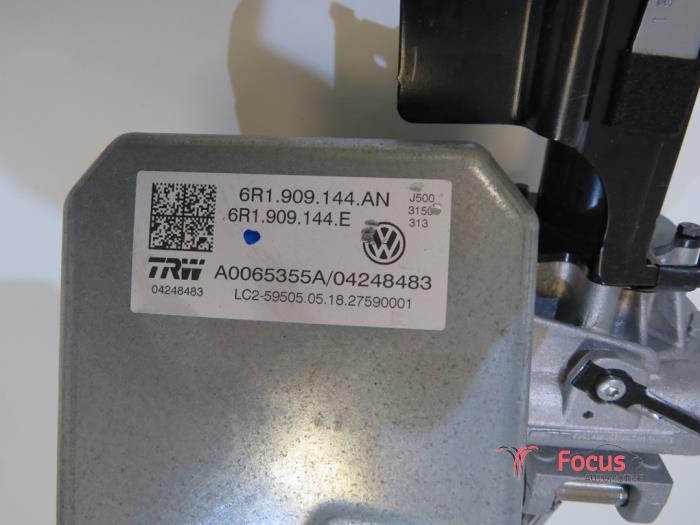 6R1.909.144.AN
6R1.909.144.E
J500
3150
313
TRW
A0065355A/04248483
04248483
LC2-59505.05.18.27590001
Focus
Automotive